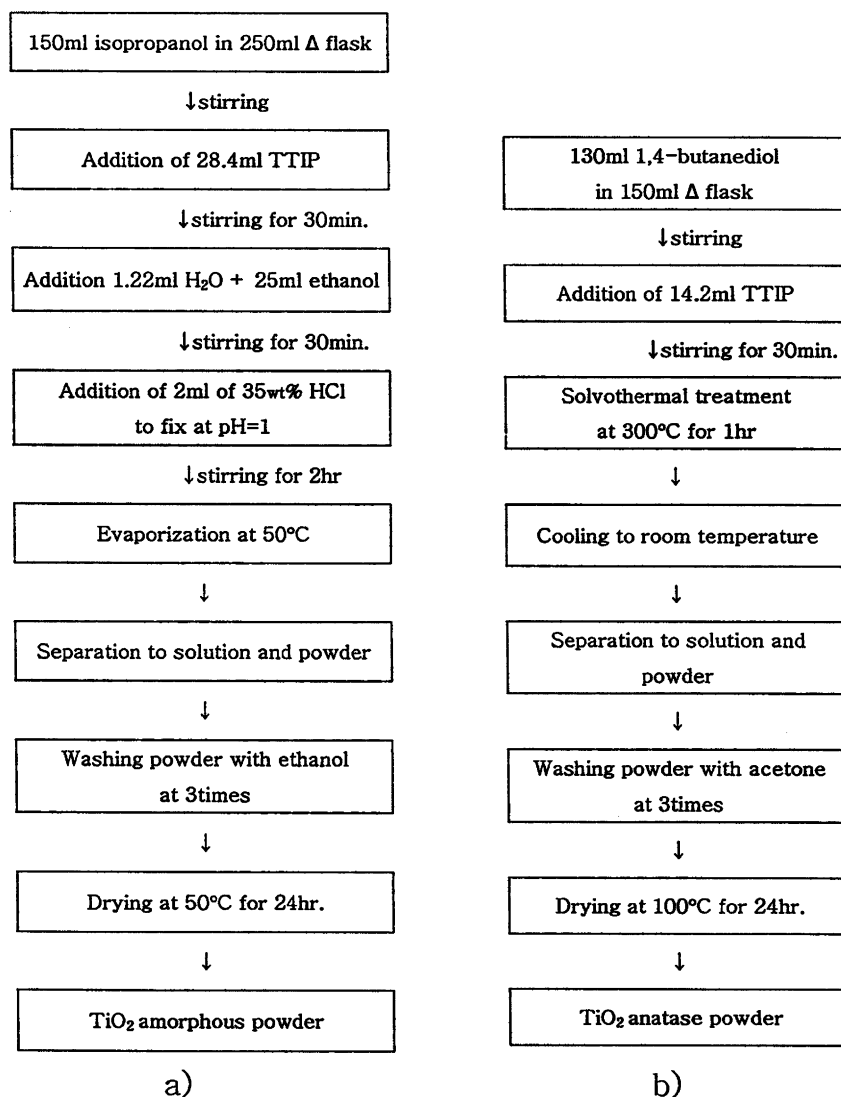 150ml isopropanol in 250ml Δ flask
↓stirring
Addition of 28.4ml TTIP
↓stirring for 30min.
Addition 1.22ml H₂O + 25ml ethanol
↓stirring for 30min.
Addition of 2ml of 35wt% HCl
to fix at pH=1
↓stirring for 2hr
Evaporization at 50℃
↓
Separation to solution and powder
↓
Washing powder with ethanol
at 3times
↓
Drying at 50℃ for 24hr.
↓
TiO₂ amorphous powder
a)
130ml 1,4-butanediol
in 150ml Δ flask
↓stirring
Addition of 14.2ml TTIP
↓stirring for 30min.
Solvothermal treatment
at 300℃ for 1hr
↓
Cooling to room temperature
↓
Separation to solution and
powder
↓
Washing powder with acetone
at 3times
↓
Drying at 100℃ for 24hr.
↓
TiO₂ anatase powder
b)